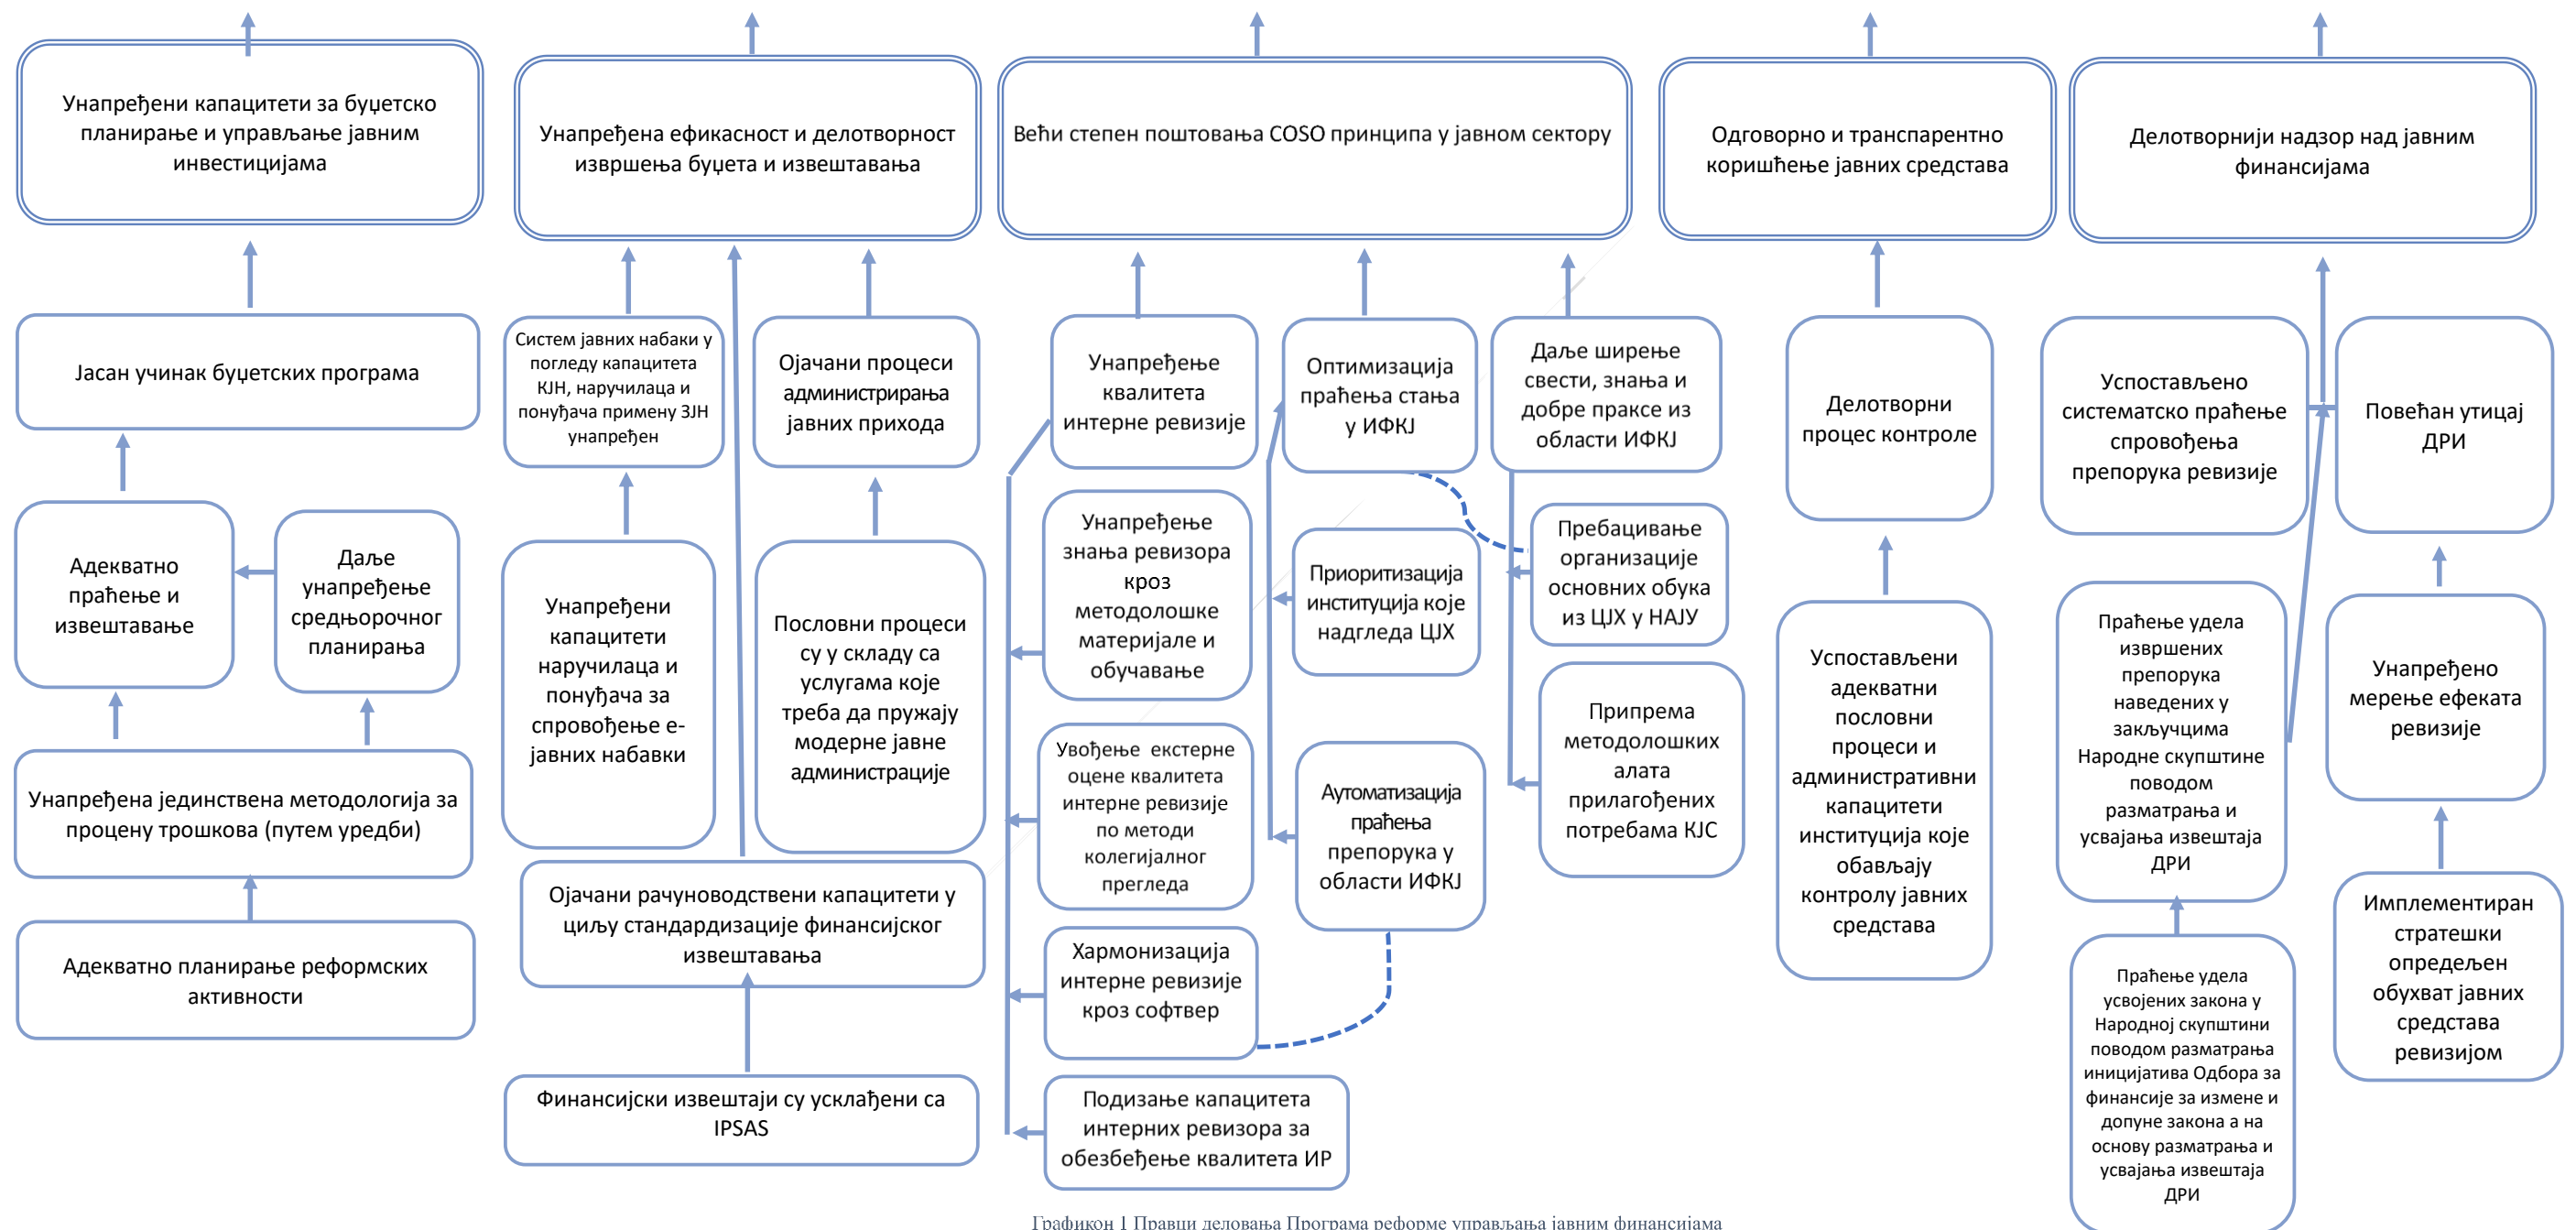 Унапређени капацитети за буџетско
планирање и управљање јавним
инвестицијама
Унапређена ефикасност и делотворност
извршења буџета и извештавања
Већи степен поштовања COSO принципа у јавном сектору
Одговорно и транспарентно
коришћење јавних средстава
Делотворнији надзор над јавним
финансијама
Јасан учинак буџетских програма
Систем јавних набаки у
погледу капацитета
КЈН, наручилаца и
понуђача примену ЗЈН
унапређен
Ојачани процеси
администрирања
јавних прихода
Унапређење
квалитета
интерне ревизије
Оптимизација
праћења стања
у ИФКЈ
Даље ширење
свести, знања и
добре праксе из
области ИФКЈ
Делотворни
процес контроле
Успостављено
систематско праћење
спровођења
препорука ревизије
Повећан утицај
ДРИ
Адекватно
праћење и
извештавање
Даље
унапређење
средњорочног
планирања
Унапређени
капацитети
наручилаца и
понуђача за
спровођење е-
јавних набавки
Пословни процеси
су у складу са
услугама које
треба да пружају
модерне јавне
администрације
Унапређење
знања ревизора
кроз
методолошке
материјале и
обучавање
Приоритизација
институција које
надгледа ЦЈХ
Пребацивање
организације
основних обука
из ЦЈХ у НАЈУ
Успостављени
адекватни
пословни
процеси и
административни
капацитети
институција које
обављају
контролу јавних
средстава
Праћење удела
извршених
препорука
наведених у
закључцима
Народне скупштине
поводом
разматрања и
усвајања извештаја
ДРИ
Унапређено
мерење ефеката
ревизије
Унапређена јединствена методологија за
процену трошкова (путем уредби)
Увођење екстерне
оцене квалитета
интерне ревизије
по методи
колегијалног
прегледа
Аутоматизација
праћења
препорука у
области ИФКЈ
Припрема
методолошких
алата
прилагођених
потребама КЈС
Адекватно планирање реформских
активности
Ојачани рачуноводствени капацитети у
циљу стандардизације финансијског
извештавања
Хармонизација
интерне ревизије
кроз софтвер
Праћење удела
усвојених закона у
Народној скупштини
поводом разматрања
иницијатива Одбора за
финансије за измене и
допуне закона а на
основу разматрања и
усвајања извештаја
ДРИ
Имплементиран
стратешки
опредељен
обухват јавних
средстава
ревизијом
Финансијски извештаји су усклађени са
IPSAS
Подизање капацитета
интерних ревизора за
обезбеђење квалитета ИР
Графикон 1 Правци деловања Програма реформе управљања јавним финансијама